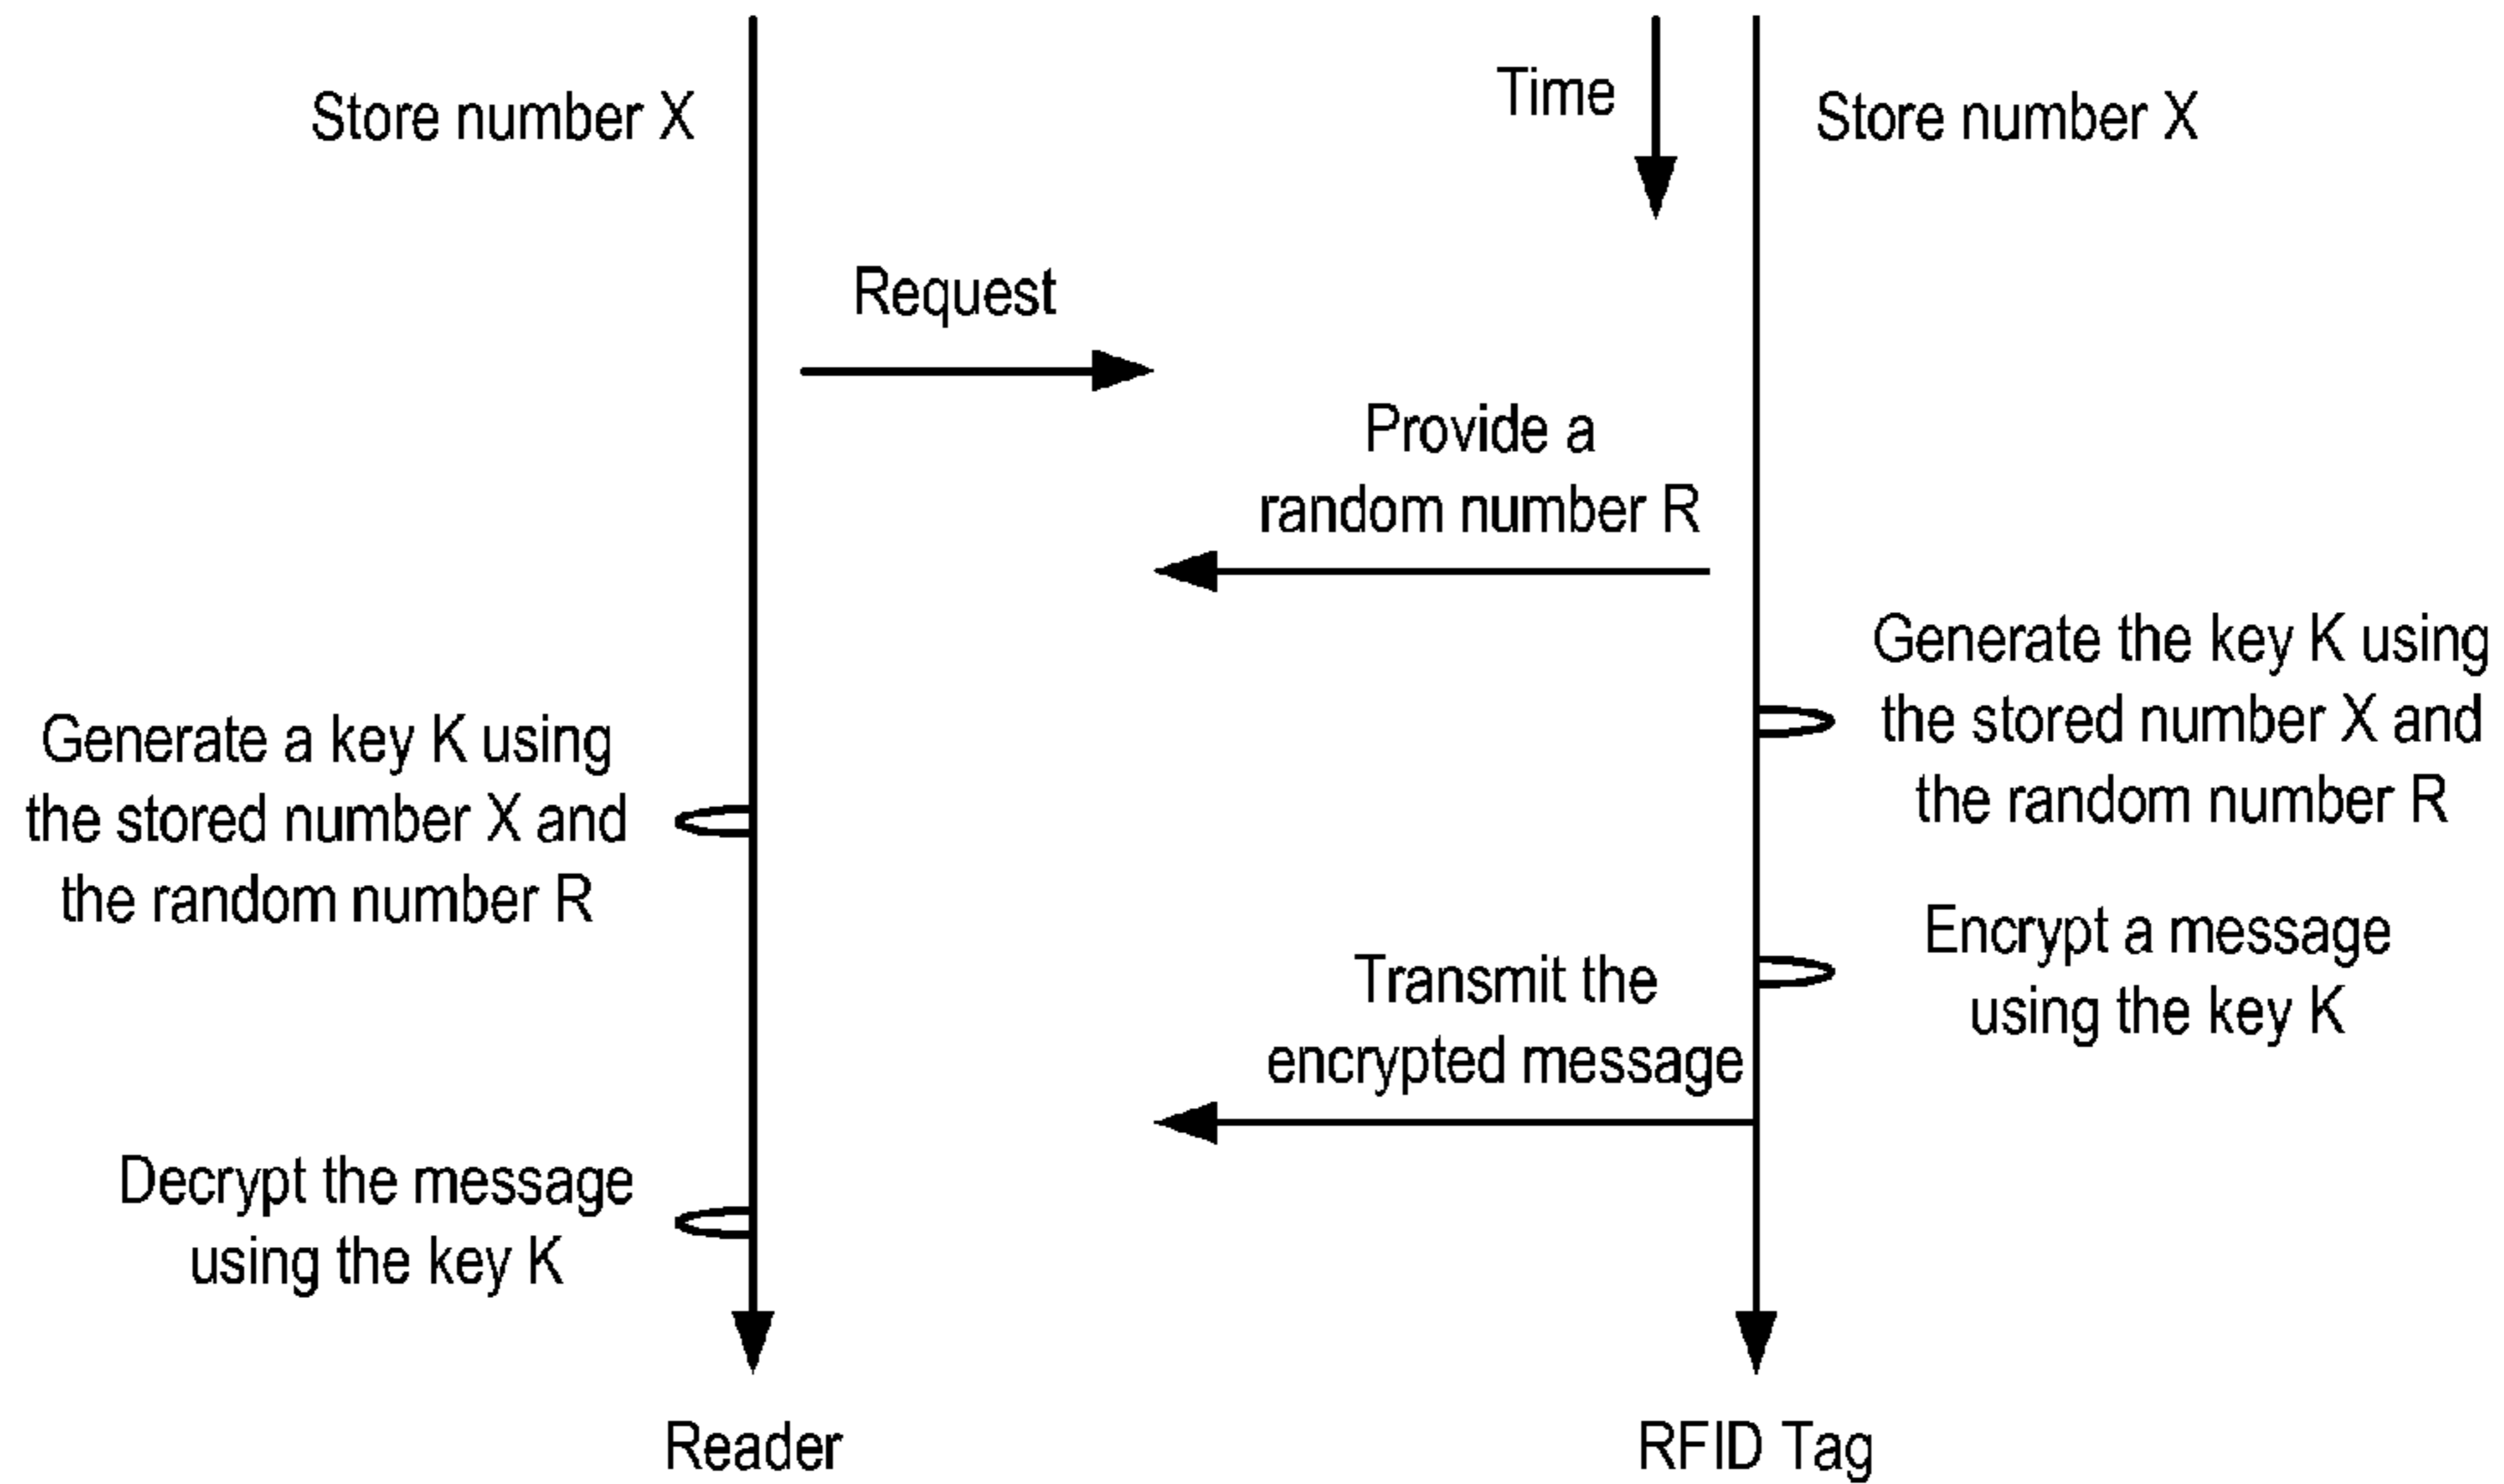 Store number X
Time
Store number X
Request
Provide a
random number R
Generate the key K using
the stored number X and
the random number R
Generate a key K using
the stored number X and
the random number R
Encrypt a message
using the key K
Transmit the
encrypted message
Decrypt the message
using the key K
Reader
RFID Tag